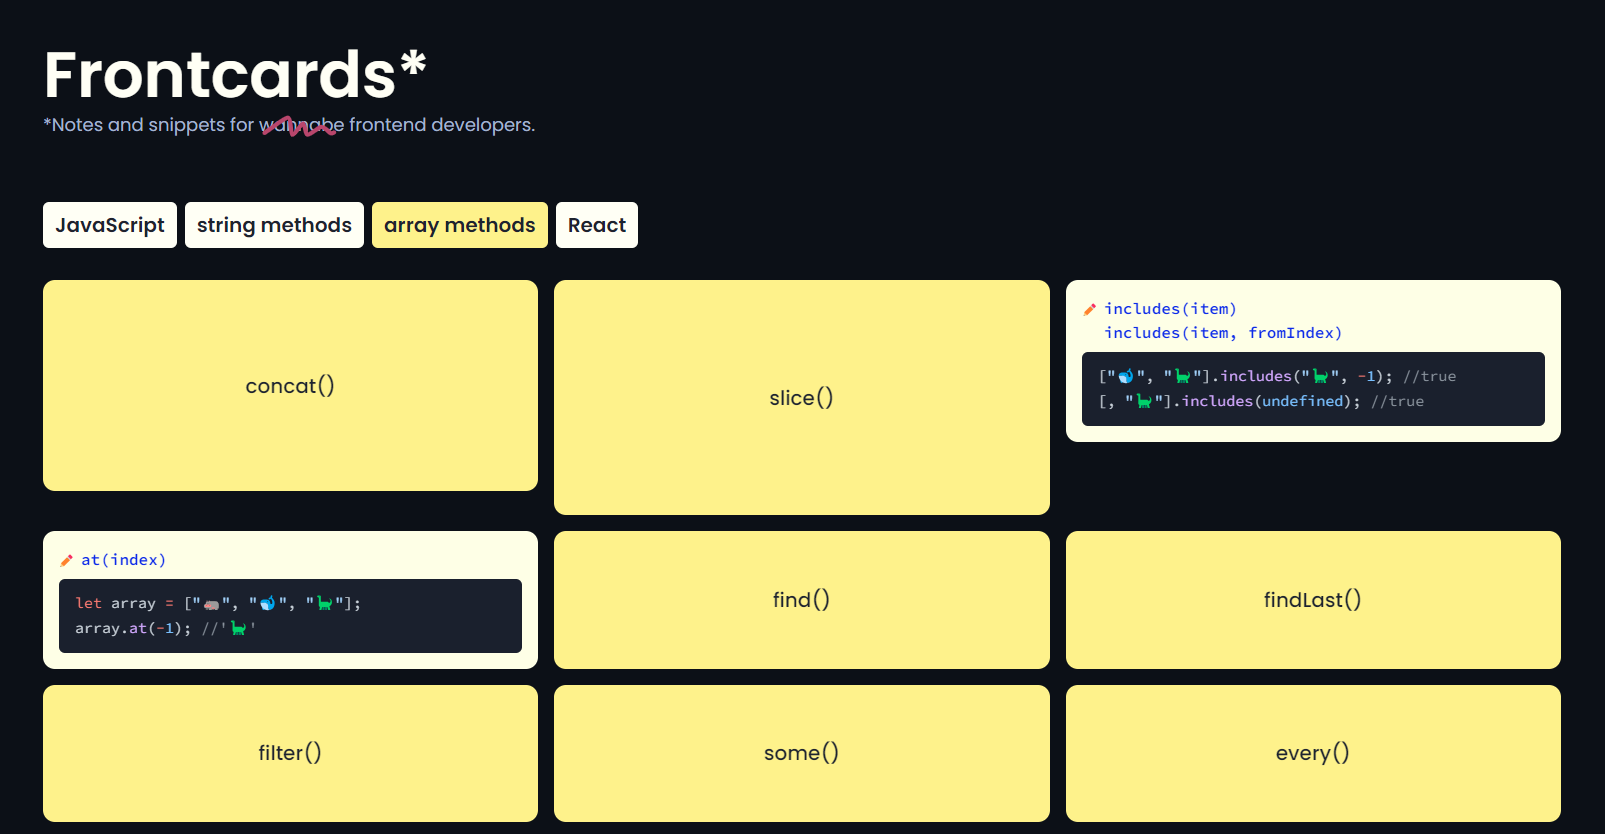 Frontcards*
*Notes and snippets for wannabe frontend developers.
JavaScript
string methods
array methods
React
concat()
slice()
includes(item)
includes(item, fromIndex)
["🐳", "🦕"].includes("🦕", -1); //true
[, "🦕"].includes(undefined); //true
at(index)
let array = ["🦛", "🐳", "🦕"];
array.at(-1); //'🦕'
find()
findLast()
filter()
some()
every()